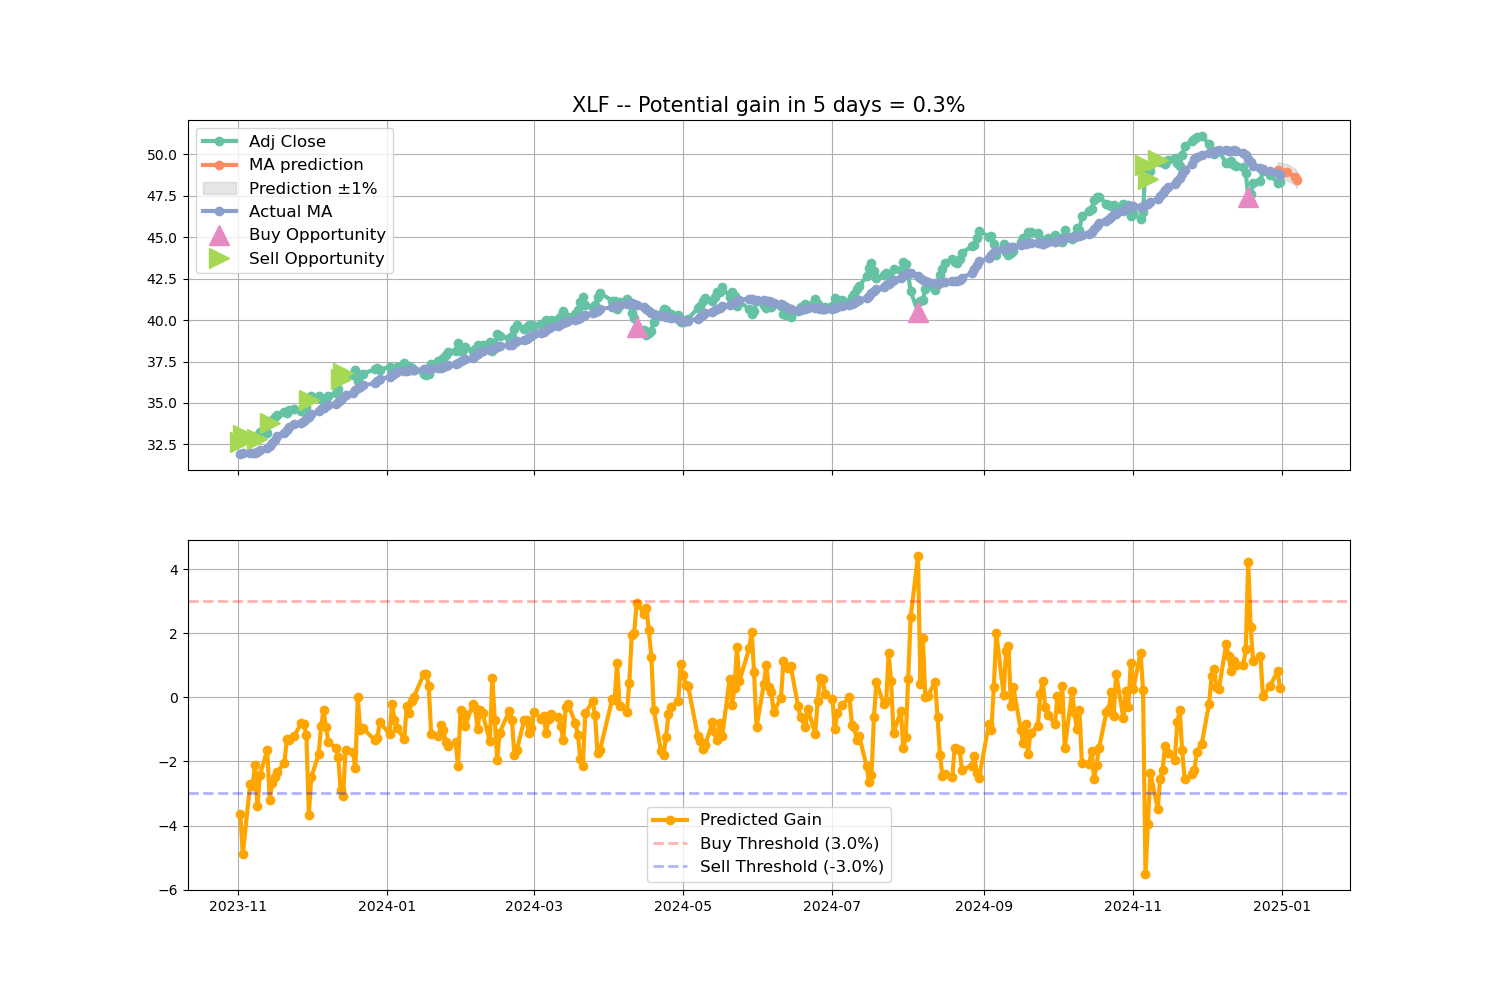 XLF -- Potential gain in 5 days = 0.3%
Adj Close
MA prediction
Prediction ±1%
Actual MA
Buy Opportunity
Sell Opportunity
50.0
47.5
45.0
42.5
40.0
37.5
35.0
32.5
4
2
0
−2
−4
−6
Predicted Gain
Buy Threshold (3.0%)
Sell Threshold (-3.0%)
2023-11 2024-01 2024-03 2024-05 2024-07 2024-09 2024-11 2025-01